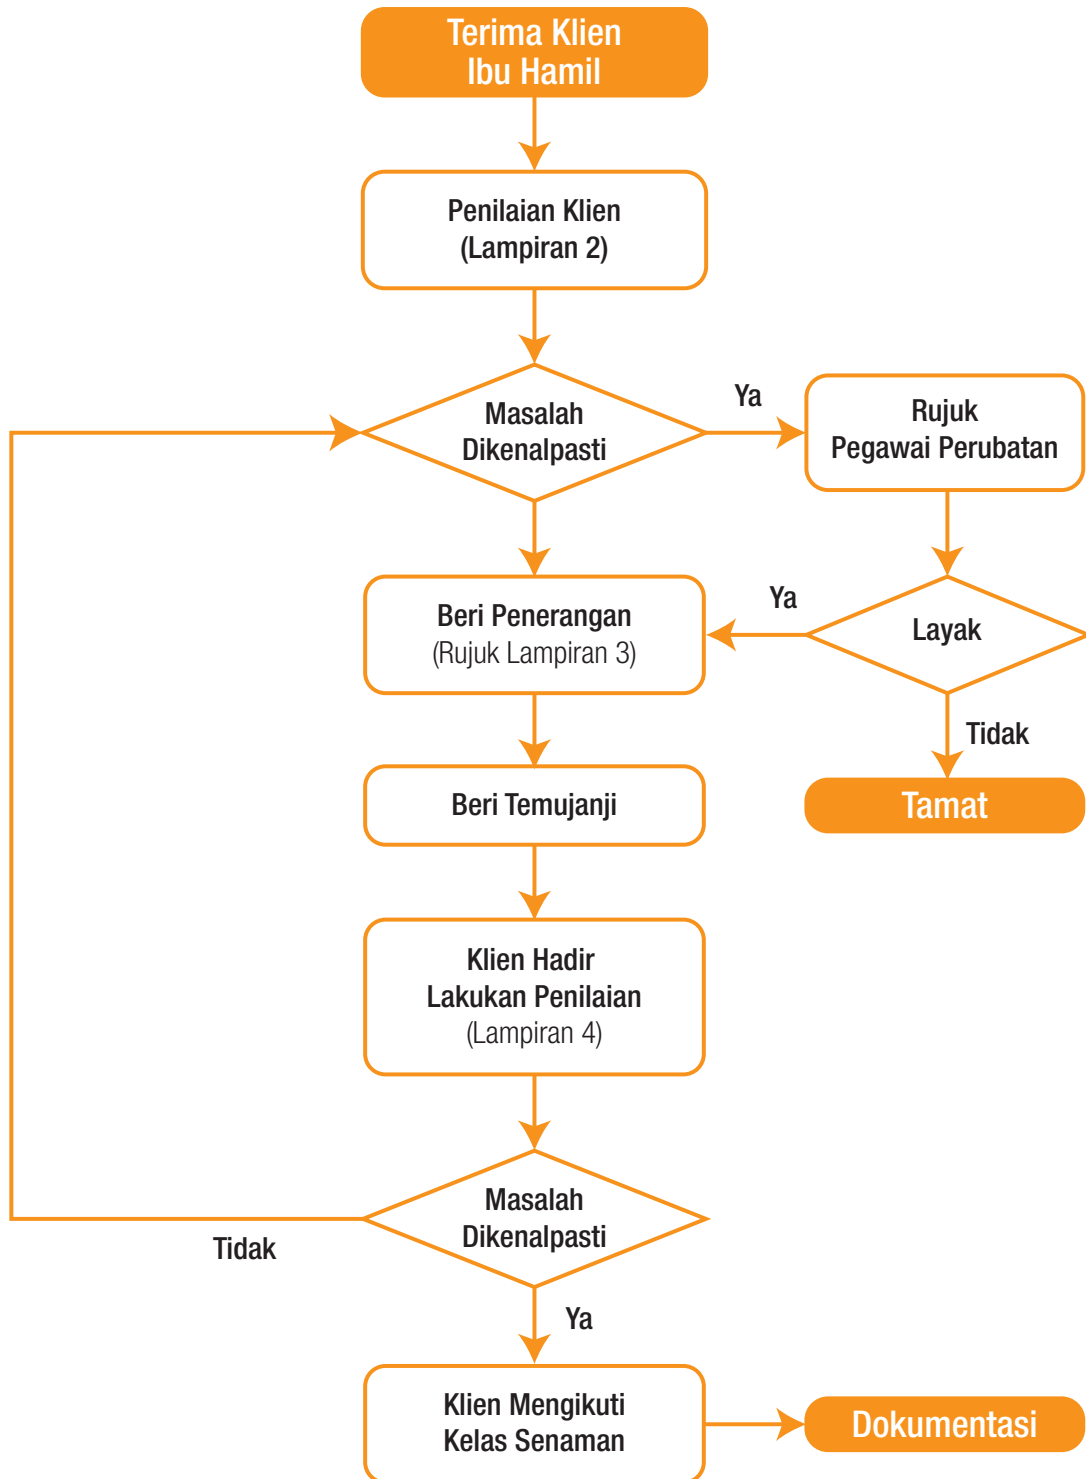 Terima Klien
Ibu Hamil
Penilaian Klien
(Lampiran 2)
Masalah
Dikenalpasti
Ya
Rujuk
Pegawai Perubatan
Beri Penerangan
(Rujuk Lampiran 3)
Ya
Layak
Tidak
Beri Temujanji
Tamat
Klien Hadir
Lakukan Penilaian
(Lampiran 4)
Masalah
Dikenalpasti
Tidak
Ya
Klien Mengikuti
Kelas Senaman
Dokumentasi